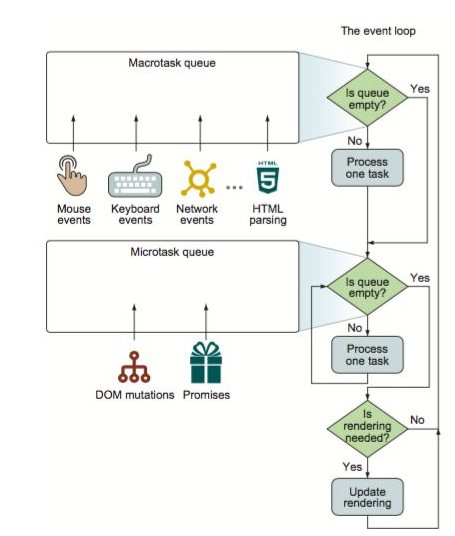 The event loop
Macrotask queue
Is queue
empty?
Yes
No
Process
one task
HTML
5
Mouse
events
Keyboard
events
Network
events
...
HTML
parsing
Microtask queue
Is queue
empty?
Yes
No
Process
one task
DOM mutations
Promises
Is
rendering
needed?
No
Yes
Update
rendering